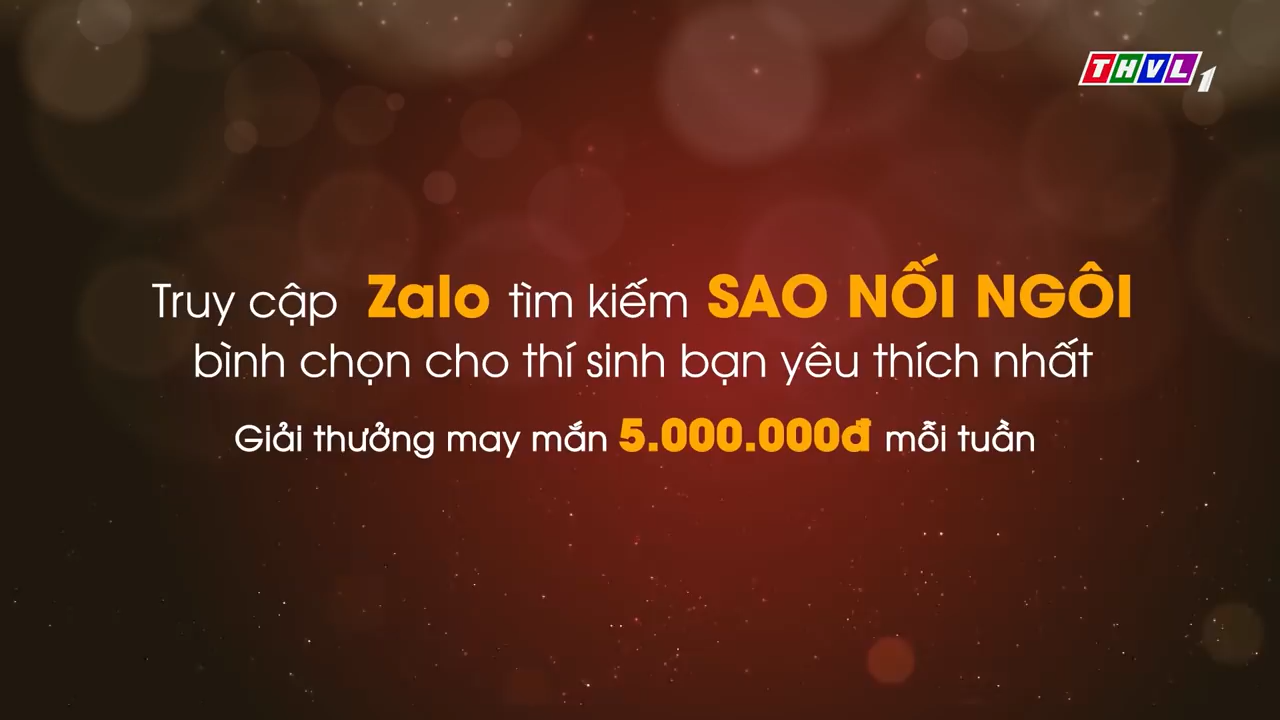 THVL1
Truy cập Zalo tìm kiếm SAO NỐI NGÔI
bình chọn cho thí sinh bạn yêu thích nhất
Giải thưởng may mắn 5.000.000đ mỗi tuần